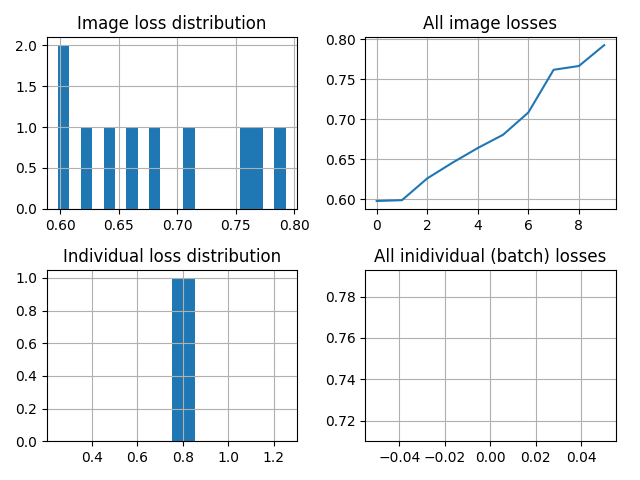 Image loss distribution
2.0
1.5
1.0
0.5
0.0
0.60 0.65 0.70 0.75 0.80
All image losses
0.80
0.75
0.70
0.65
0.60
0 2 4 6 8
Individual loss distribution
1.0
0.8
0.6
0.4
0.2
0.0
0.4 0.6 0.8 1.0 1.2
All inidividual (batch) losses
0.78
0.76
0.74
0.72
−0.04 −0.02 0.00 0.02 0.04